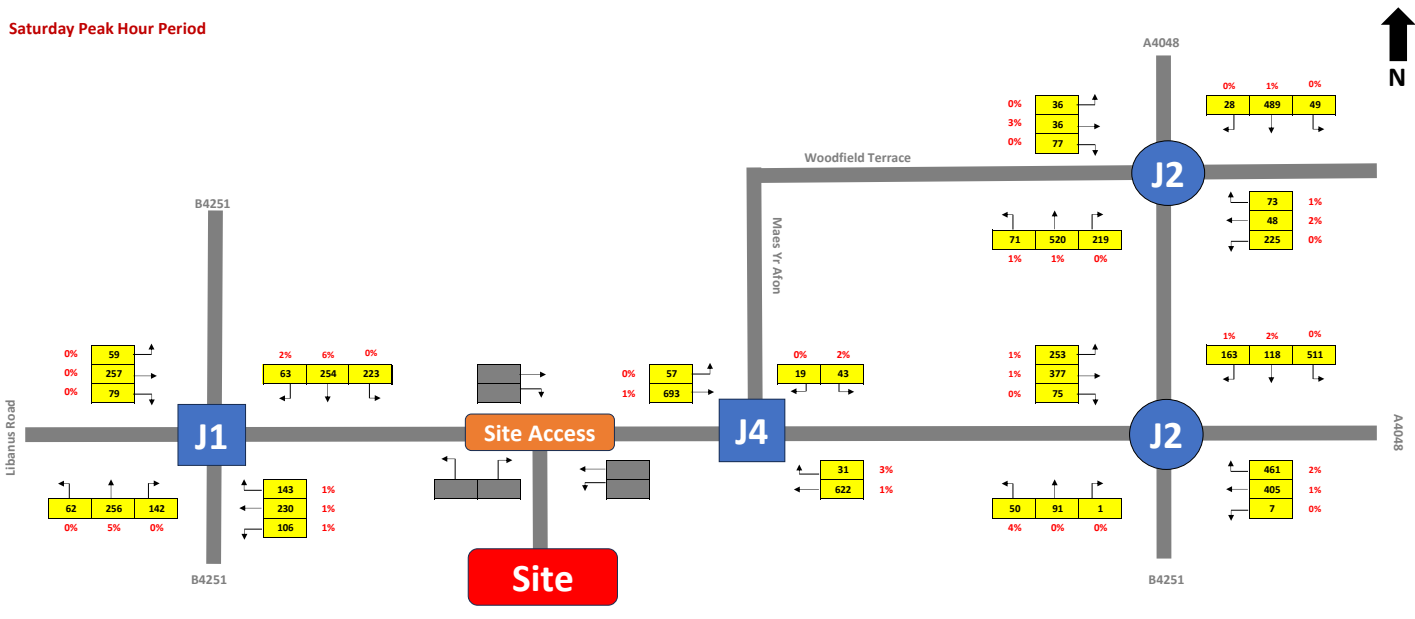 Saturday Peak Hour Period
A4048
N
0% 1% 0%
28 489 49
0% 36
3% 36
0% 77
Woodfield Terrace
J2
73 1%
48 2%
225 0%
71 520 219
1% 1% 0%
B4251
Maes Yr Afon
0% 59
0% 257
0% 79
2% 6% 0%
63 254 223
0% 57
1% 693
0% 2%
19 43
1% 253
1% 377
0% 75
1% 2% 0%
163 118 511
Libanus Road
J1
Site Access
J4
J2
A4048
62 256 142
0% 5% 0%
143 1%
230 1%
106 1%
31 3%
622 1%
50 91 1
4% 0% 0%
461 2%
405 1%
7 0%
B4251
Site
B4251